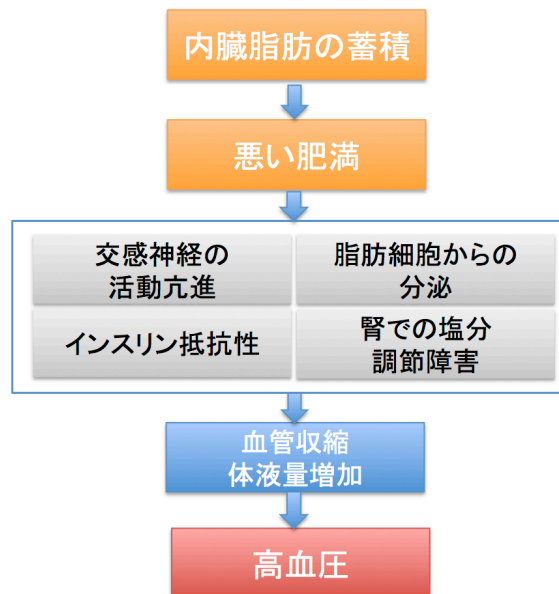 内臓脂肪の蓄積
悪い肥満
交感神経の
活動亢進
脂肪細胞からの
分泌
インスリン抵抗性
腎での塩分
調節障害
血管収縮
体液量増加
高血圧